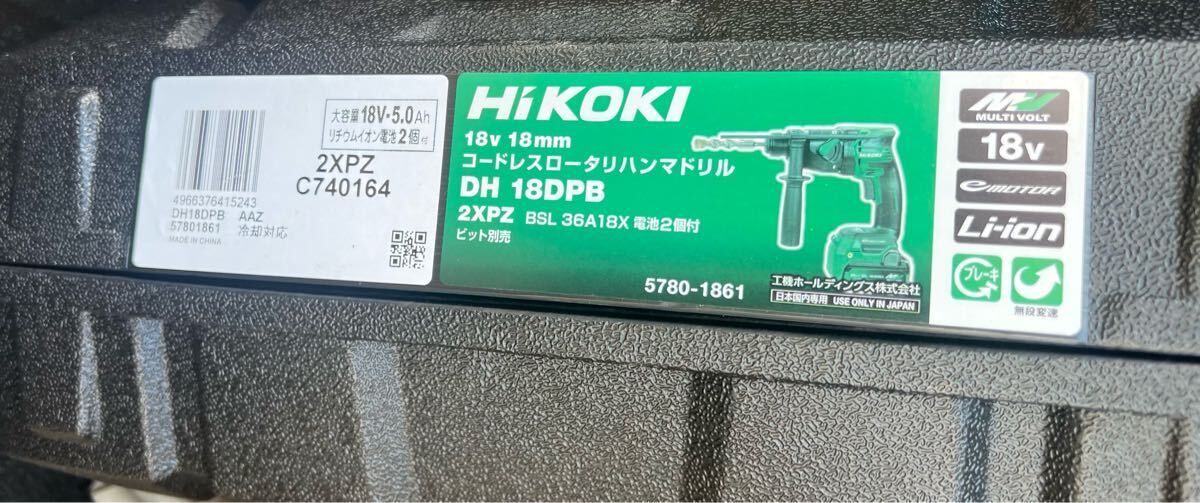 大容量18V-5.0Ah
リチウムイオン電池2個付
2XPZ
C740164
4966376415243
DH18DPB AAZ
57801861 冷却対応
MADE IN CHINA
HiKOKI
18v 18mm
コードレスロータリハンマドリル
DH 18DPB
2XPZ BSL 36A18X 電池2個付
ビット別売
5780-1861
HiKOKI
工機ホールディングス株式会社
日本国内専用 USE ONLY IN JAPAN
MV
MULTI VOLT
18v
e MOTOR
Li-ion
ブレーキ
無段変速